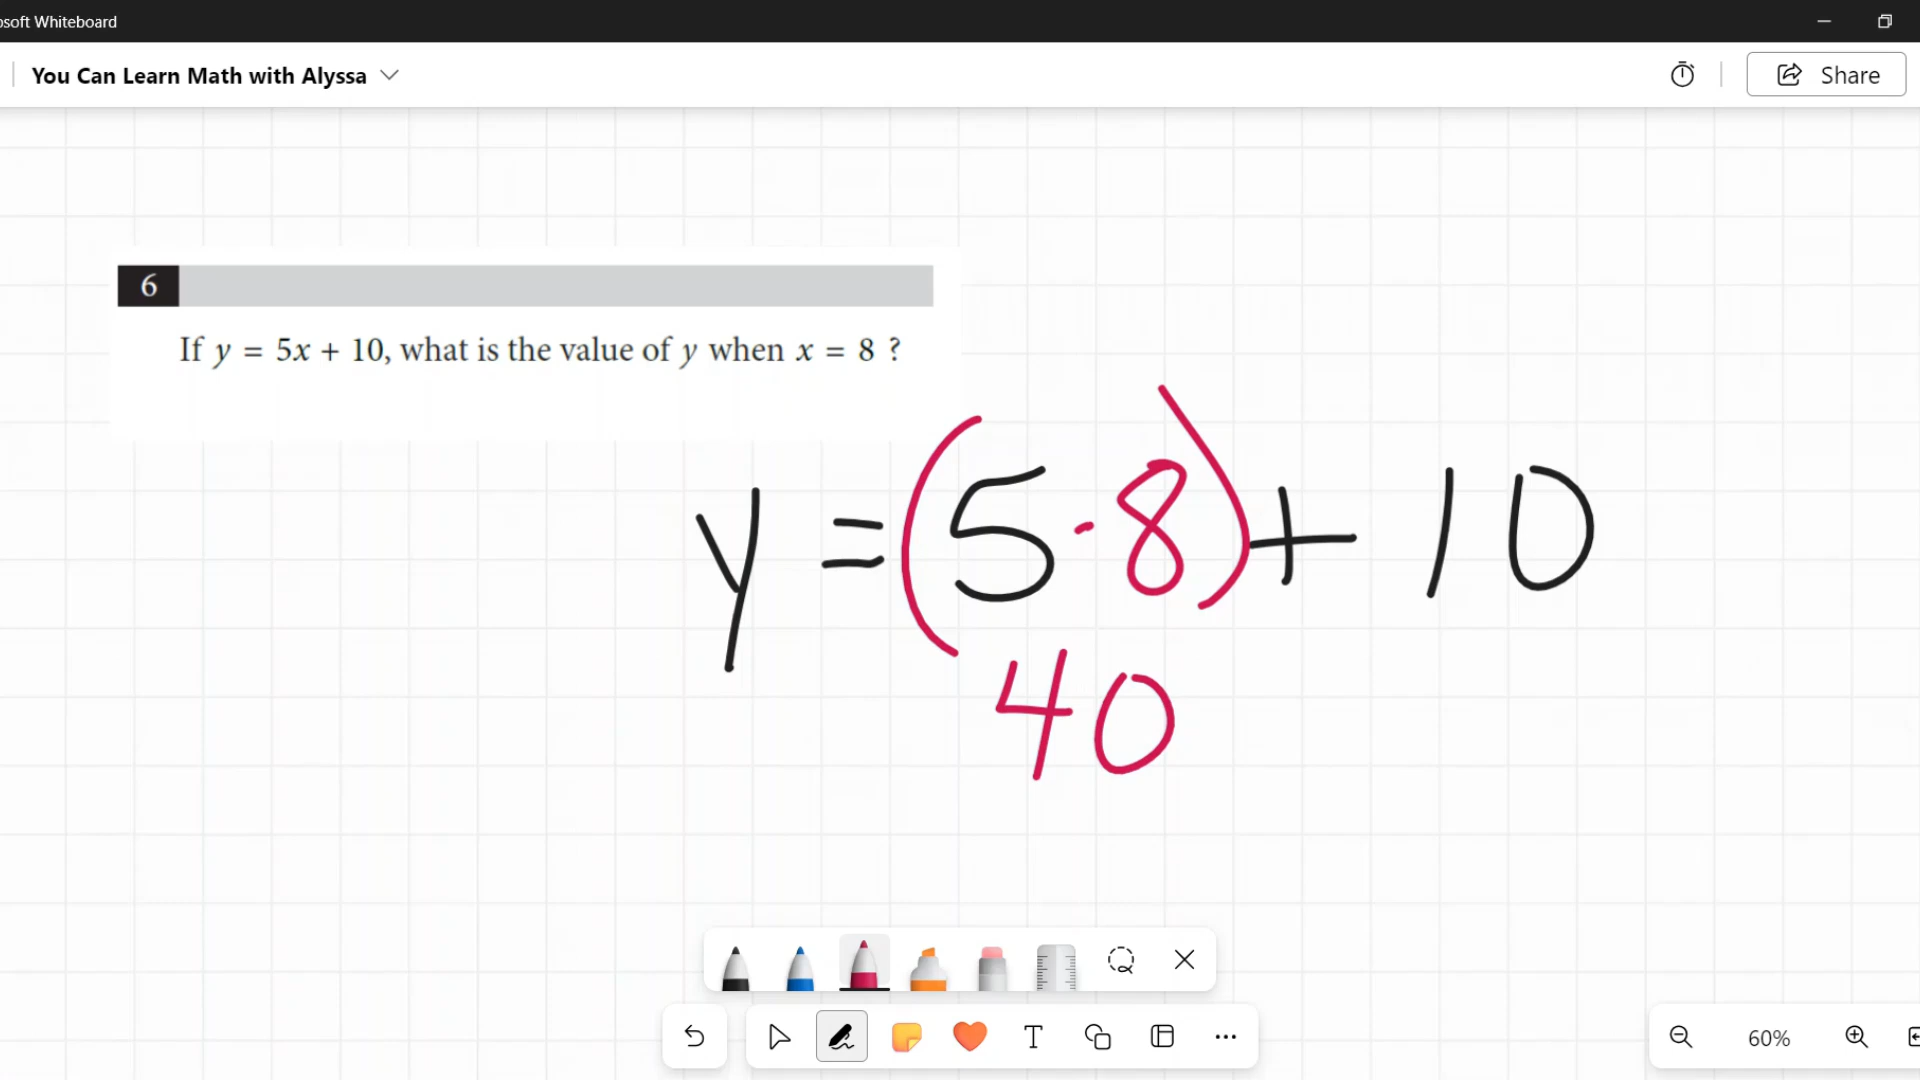 osoft Whiteboard
You Can Learn Math with Alyssa
Share
6
If y = 5x + 10, what is the value of y when x = 8 ?
y = (5 · 8) + 10
40
T
60%